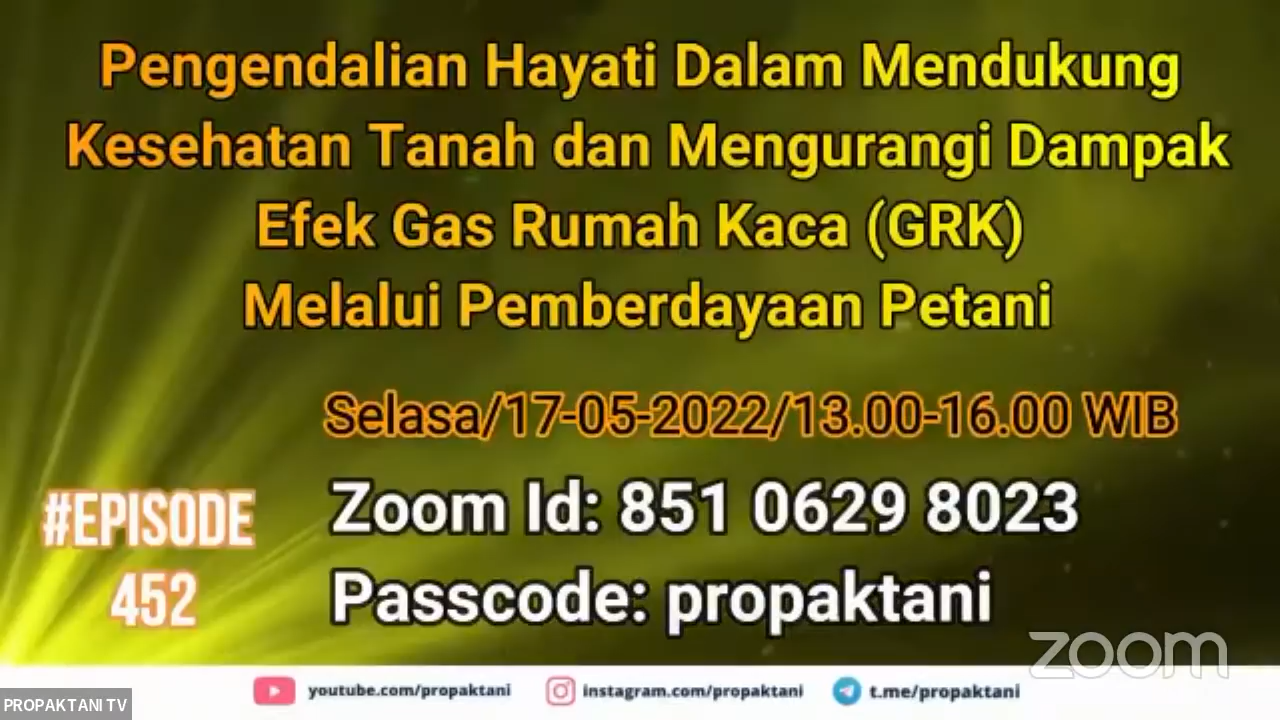 Pengendalian Hayati Dalam Mendukung
Kesehatan Tanah dan Mengurangi Dampak
Efek Gas Rumah Kaca (GRK)
Melalui Pemberdayaan Petani
Selasa/17-05-2022/13.00-16.00 WIB
#EPISODE
452
Zoom Id: 851 0629 8023
Passcode: propaktani
zoom
youtube.com/propaktani
instagram.com/propaktani
t.me/propaktani
PROPAKTANI TV